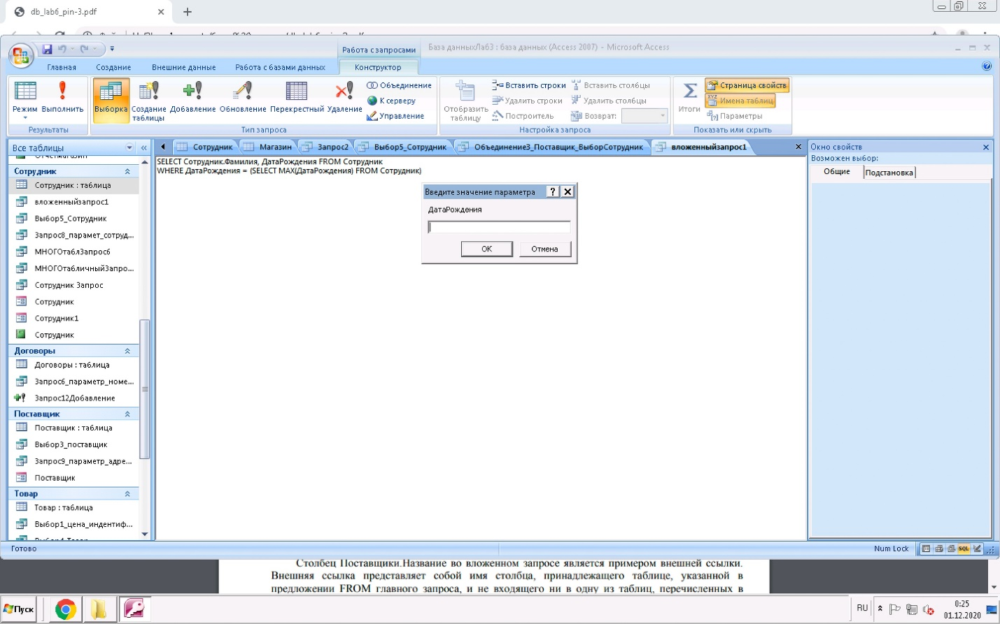 db_lab6_pin-3.pdf
Работа с запросами
База данныхЛаб3 : база данных (Access 2007) - Microsoft Access
Главная
Создание
Внешние данные
Работа с базами данных
Конструктор
Режим
Выполнить
Результаты
Выборка
Создание таблицы
Добавление
Обновление
Перекрестный
Удаление
Объединение
К серверу
Управление
Тип запроса
Отобразить таблицу
Вставить строки
Удалить строки
Построитель
Вставить столбцы
Удалить столбцы
Возврат:
Настройка запроса
Итоги
Страница свойств
Имена таблиц
Параметры
Показать или скрыть
Все таблицы
Сотрудник
Сотрудник : таблица
вложенныйзапрос1
Выбор5_Сотрудник
Запрос8_парамет_сотруд...
МНОГОтаблЗапрос6
МНОГОтабличныйЗапро...
Сотрудник Запрос
Сотрудник
Сотрудник1
Сотрудник
Договоры
Договоры : таблица
Запрос6_параметр_номе...
Запрос12Добавление
Поставщик
Поставщик : таблица
Выбор3_поставщик
Запрос9_параметр_адре...
Поставщик
Товар
Товар : таблица
Выбор1_цена_индентиф...
Сотрудник
Магазин
Запрос2
Выбор5_Сотрудник
Объединение3_Поставщик_ВыборСотрудник
вложенныйзапрос1
SELECT Сотрудник.Фамилия, ДатаРождения FROM Сотрудник
WHERE ДатаРождения = (SELECT MAX(ДатаРождения) FROM Сотрудник)
Введите значение параметра
ДатаРождения
ОК
Отмена
Окно свойств
Возможен выбор:
Общие
Подстановка
Готово
Num Lock
SQL
Столбец Поставщики.Название во вложенном запросе является примером внешней ссылки.
Внешняя ссылка представляет собой имя столбца, принадлежащего таблице, указанной в
предложении FROM главного запроса, и не входящего ни в одну из таблиц, перечисленных в
Пуск
RU
0:25
01.12.2020